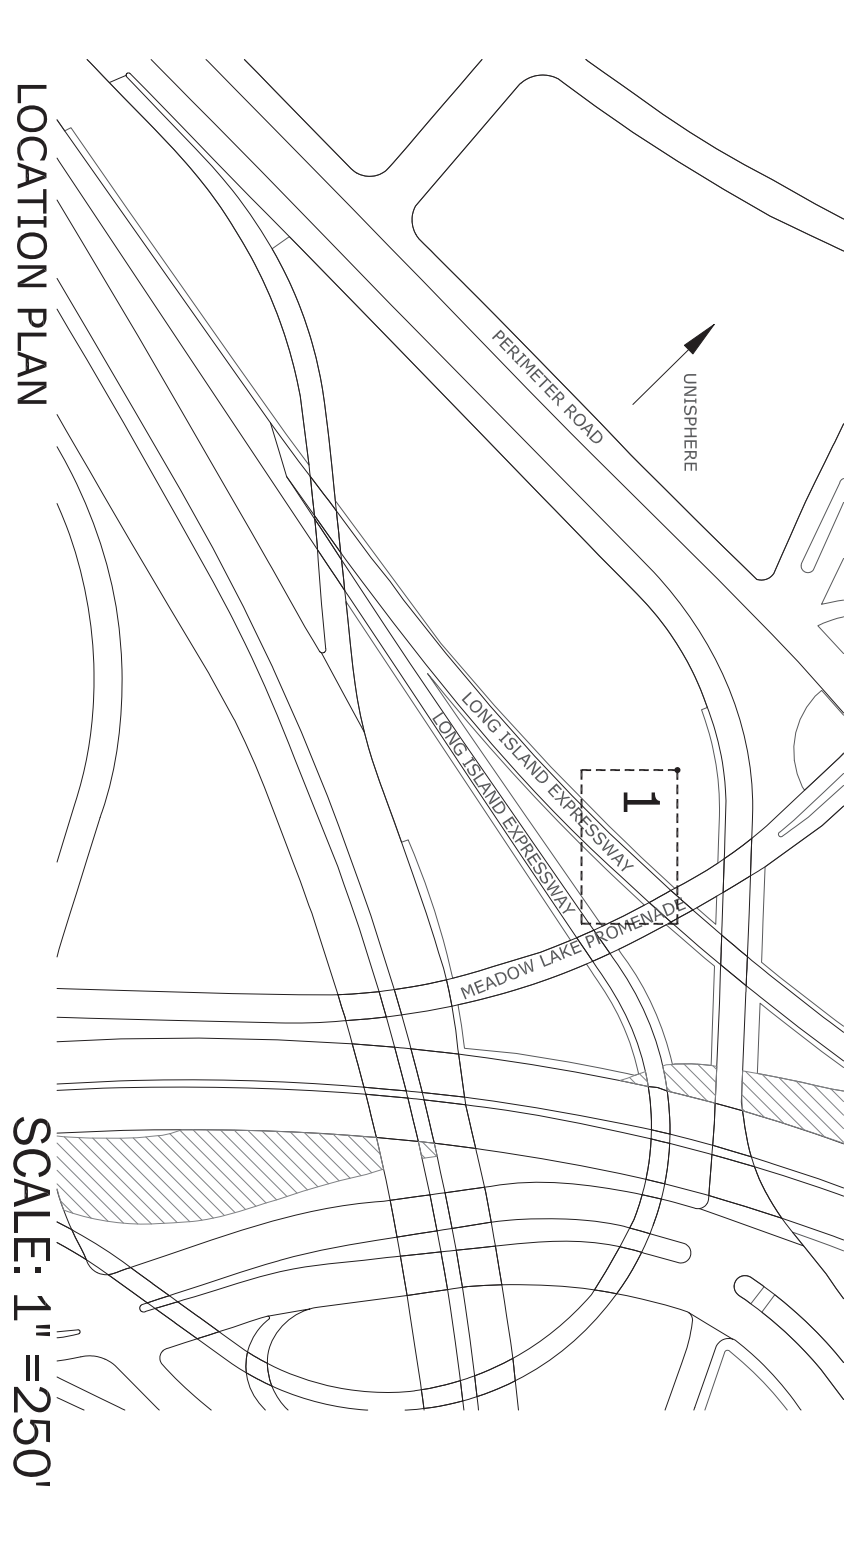 LOCATION PLAN
SCALE: 1" =250'
UNISPHERE
PERIMETER ROAD
LONG ISLAND EXPRESSWAY
LONG ISLAND EXPRESSWAY
1
MEADOW LAKE PROMENADE